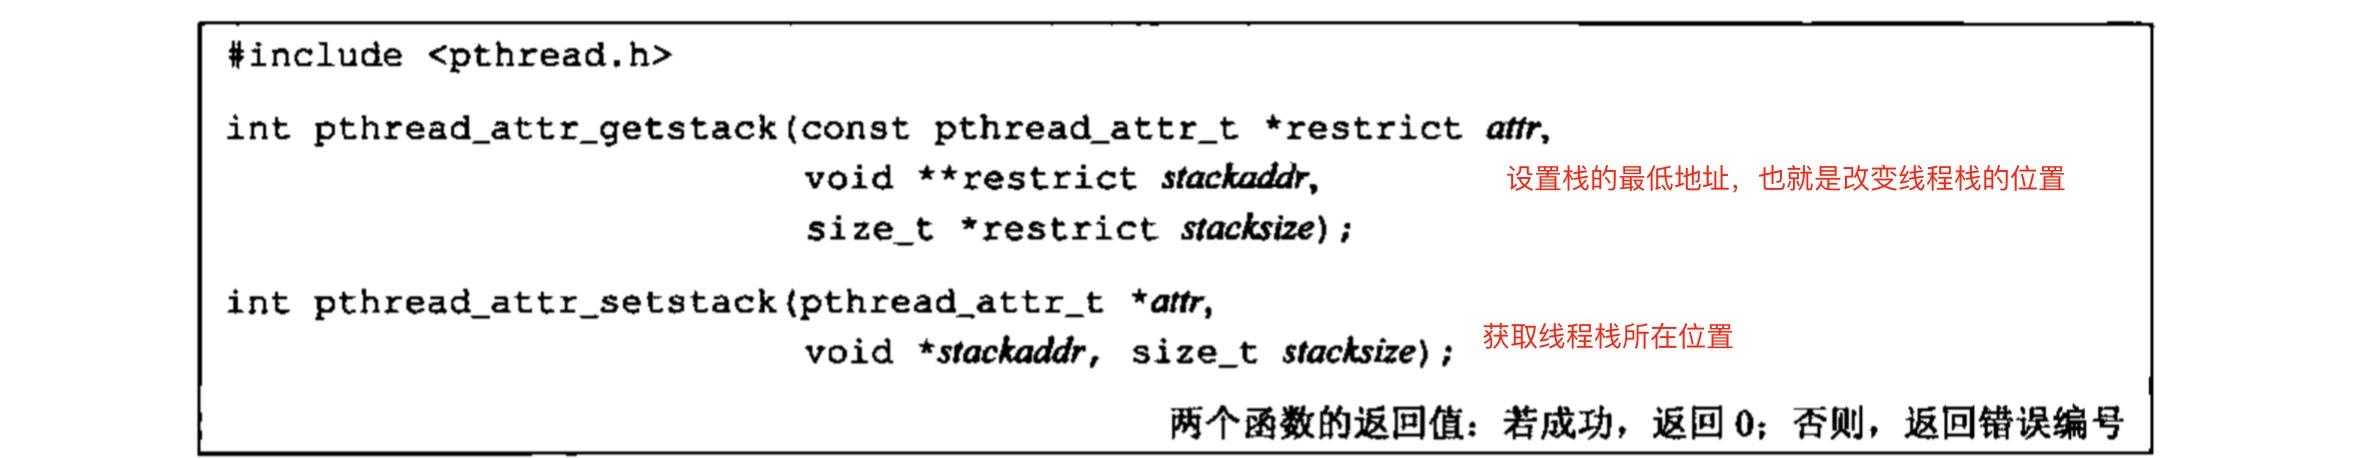 #include <pthread.h>
int pthread_attr_getstack(const pthread_attr_t *restrict attr,
void **restrict stackaddr,
设置栈的最低地址，也就是改变线程栈的位置
size_t *restrict stacksize);
int pthread_attr_setstack(pthread_attr_t *attr,
void *stackaddr, size_t stacksize);
获取线程栈所在位置
两个函数的返回值：若成功，返回 0；否则，返回错误编号